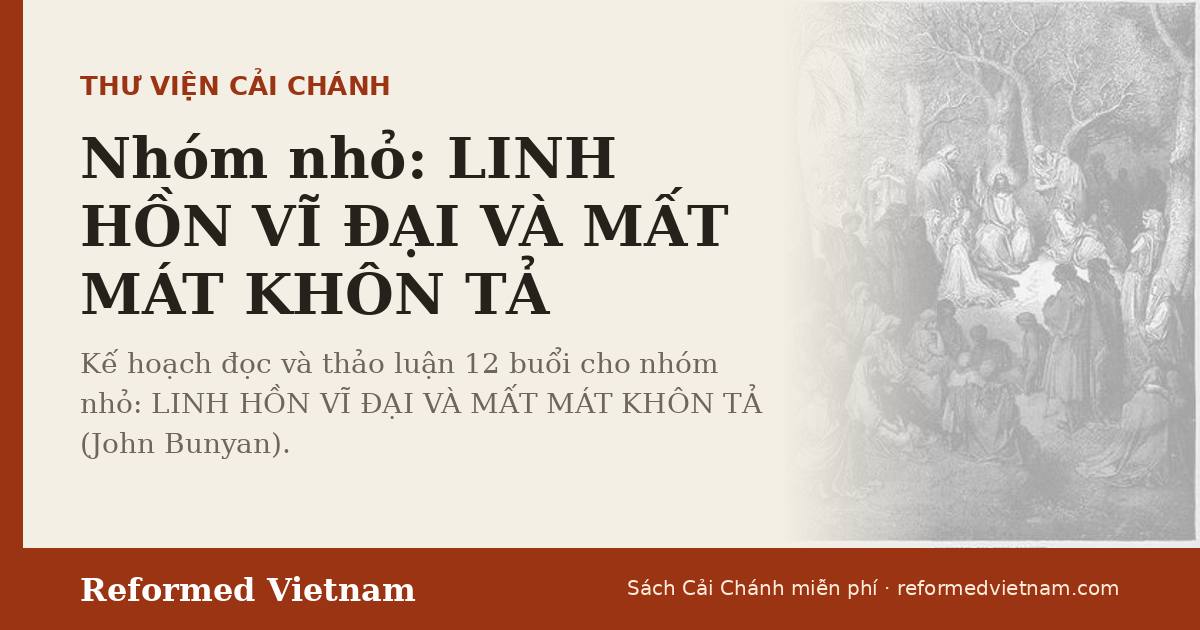 THƯ VIỆN CẢI CHÁNH
Nhóm nhỏ: LINH
HỒN VĨ ĐẠI VÀ MẤT
MÁT KHÔN TẢ
Kế hoạch đọc và thảo luận 12 buổi cho nhóm
nhỏ: LINH HỒN VĨ ĐẠI VÀ MẤT MÁT KHÔN TẢ
(John Bunyan).
Reformed Vietnam
Sách Cải Chánh miễn phí · reformedvietnam.com